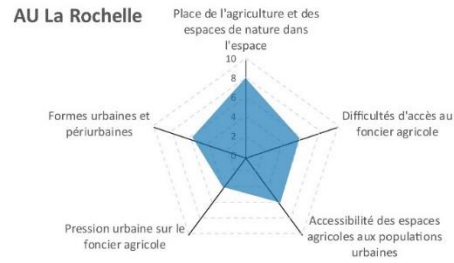 AU La Rochelle
Place de l'agriculture et des
espaces de nature dans
l'espace
10
8
6
4
2
0
Formes urbaines et
périurbaines
Difficultés d'accès au
foncier agricole
Pression urbaine sur le
foncier agricole
Accessibilité des espaces
agricoles aux populations
urbaines